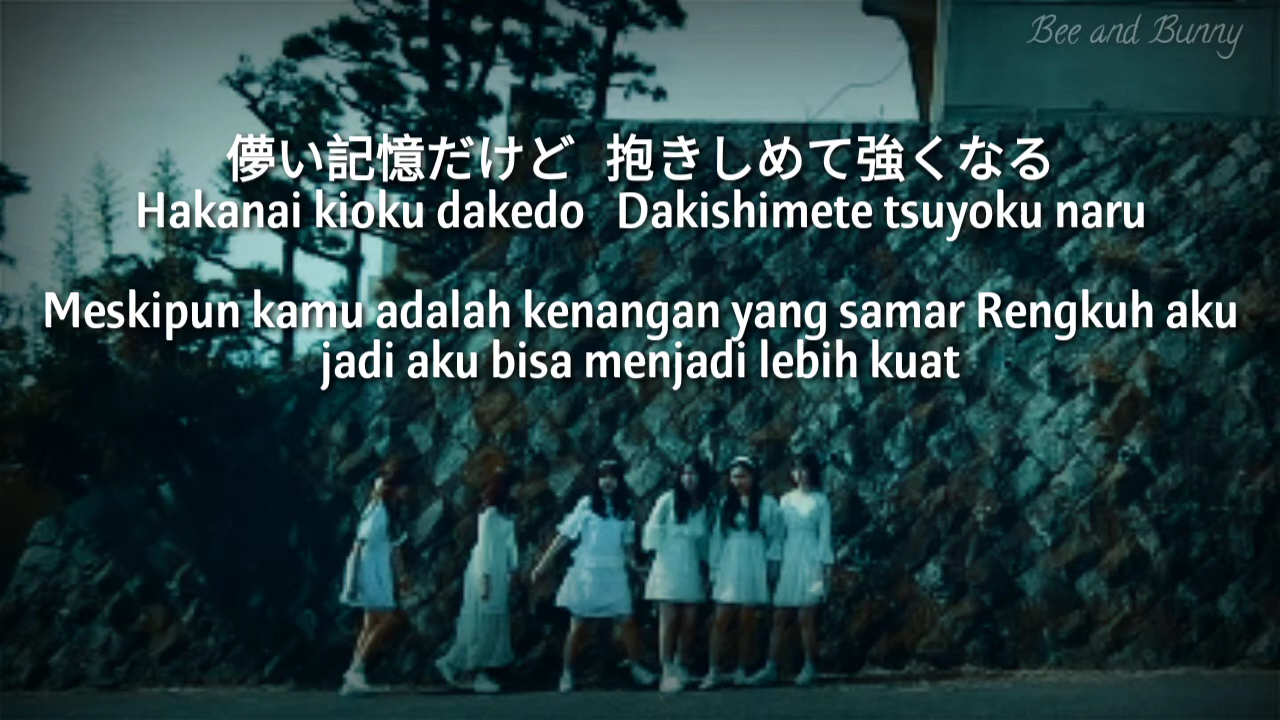 Bee and Bunny
儚い記憶だけど 抱きしめて強くなる
Hakanai kioku dakedo Dakishimete tsuyoku naru
Meskipun kamu adalah kenangan yang samar Rengkuh aku
jadi aku bisa menjadi lebih kuat